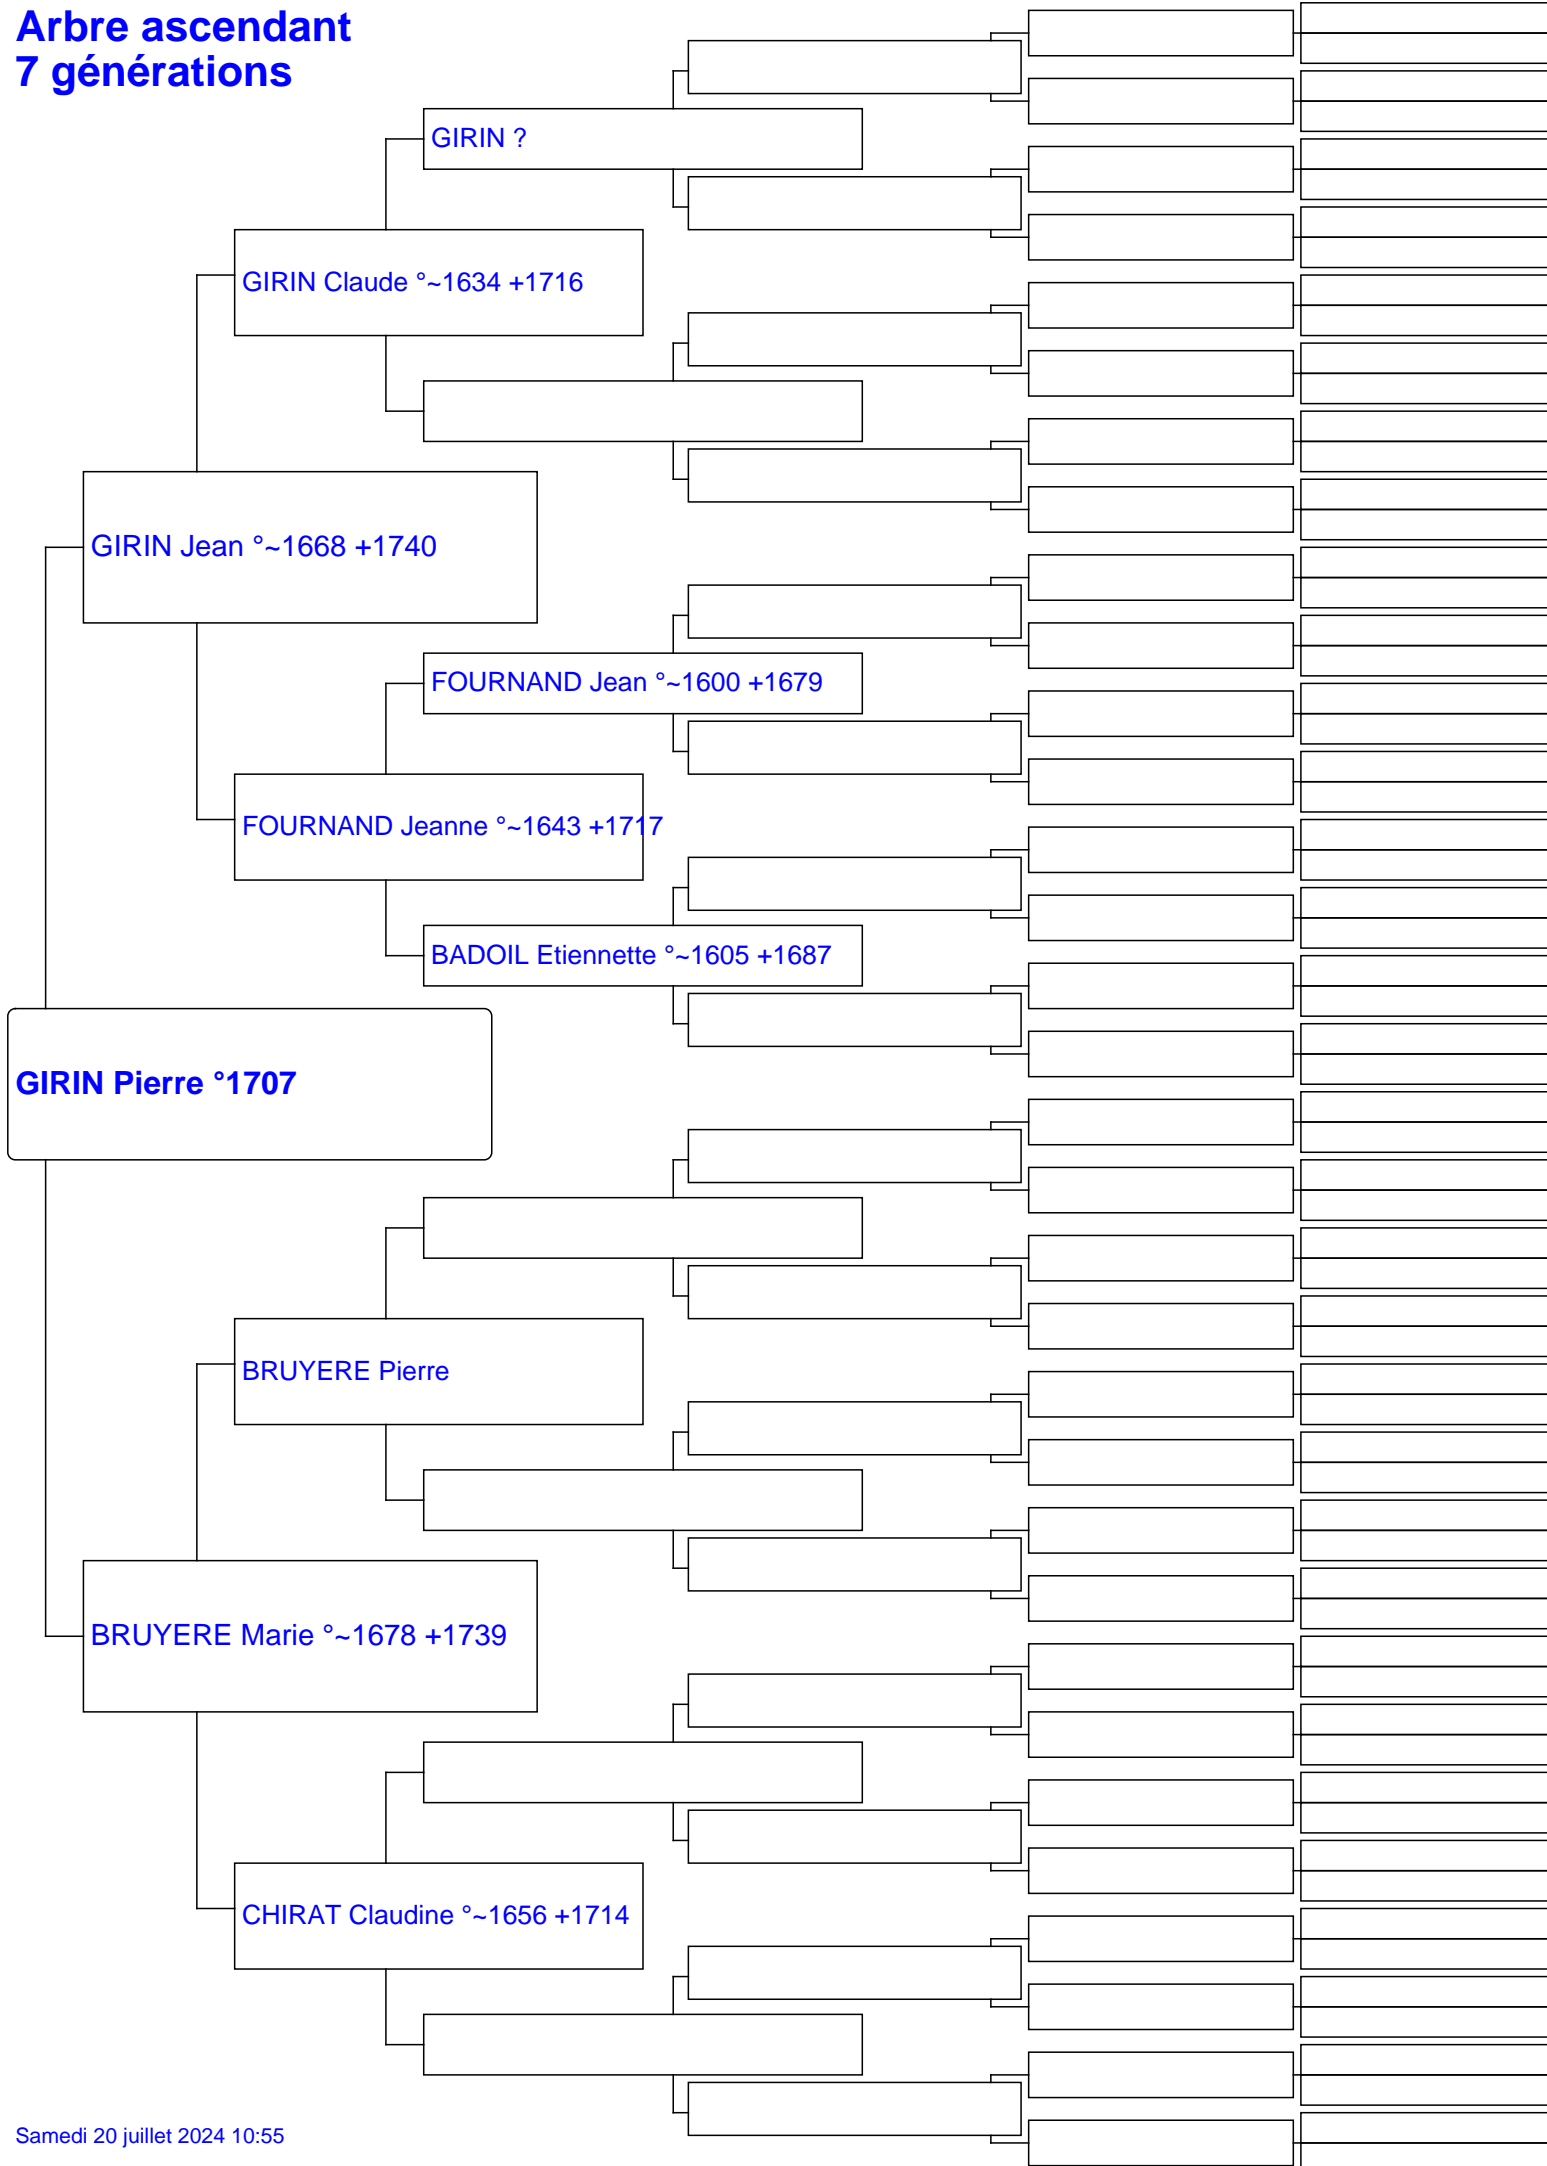 Arbre ascendant
7 générations
GIRIN ?
GIRIN Claude °~1634 +1716
GIRIN Jean °~1668 +1740
FOURNAND Jean °~1600 +1679
FOURNAND Jeanne °~1643 +1717
BADOIL Etiennette °~1605 +1687
GIRIN Pierre °1707
BRUYERE Pierre
BRUYERE Marie °~1678 +1739
CHIRAT Claudine °~1656 +1714
Samedi 20 juillet 2024 10:55